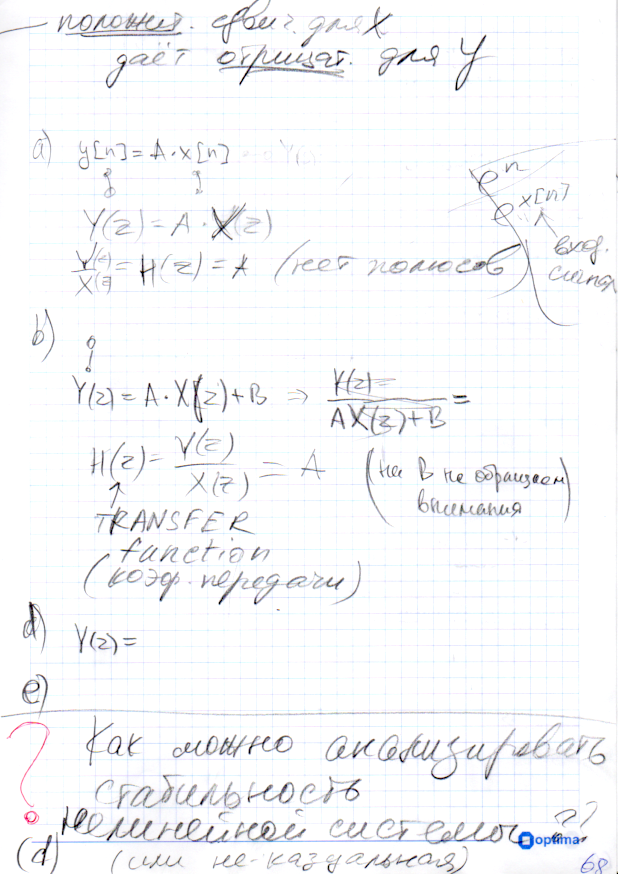 положит. сдвиг для X
даёт отрицат. для y
a) y[n] = A·x[n]
Y(z) = A·X(z)
Y(z)/X(z) = H(z) = A (нет полюсов)
e^n
e^x[n]
вход.
сигнал
b)
Y(z) = A·X(z)+B ⇒ Y(z)= / AX(z)+B =
H(z) = Y(z)/X(z) = A (на B не обращаем
внимания)
TRANSFER
function
(коэф. передачи)
d) Y(z) =
e)
? Как можно анализировать
стабильность
нелинейной системы ??
(d) (или не-каузальная)
optima
68